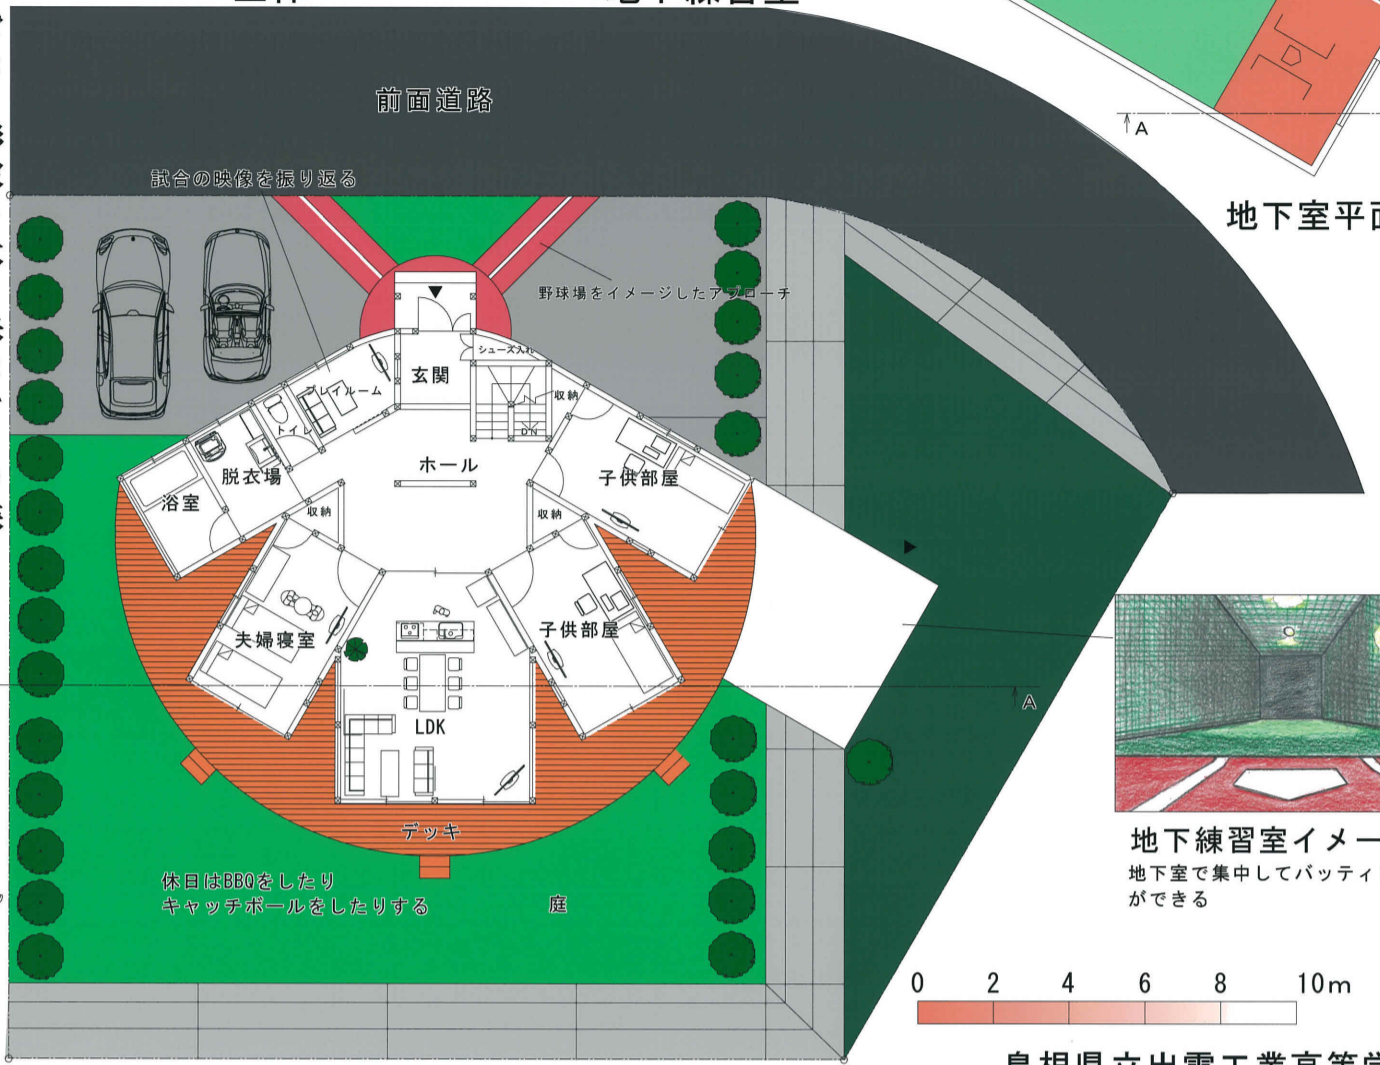 前面道路
試合の映像を振り返る
野球場をイメージしたアプローチ
シューズ入れ
玄関
プレイルーム
収納
トイレ
DN
ホール
脱衣場
子供部屋
浴室
収納
収納
夫婦寝室
子供部屋
LDK
デッキ
休日はBBQをしたり
キャッチボールをしたりする
庭
A
A
地下室平面
地下練習室イメー
地下室で集中してバッティ
ができる
0 2 4 6 8 10m